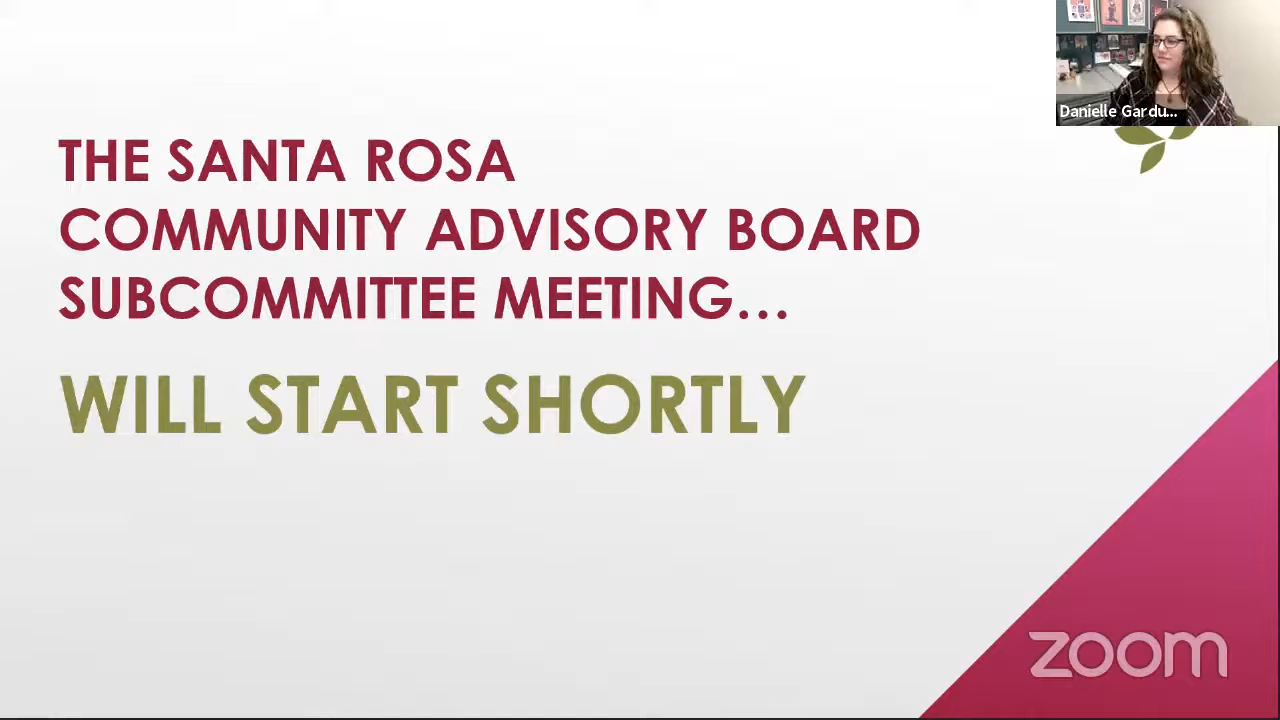 Danielle Gardu...
THE SANTA ROSA
COMMUNITY ADVISORY BOARD
SUBCOMMITTEE MEETING...
WILL START SHORTLY
zoom